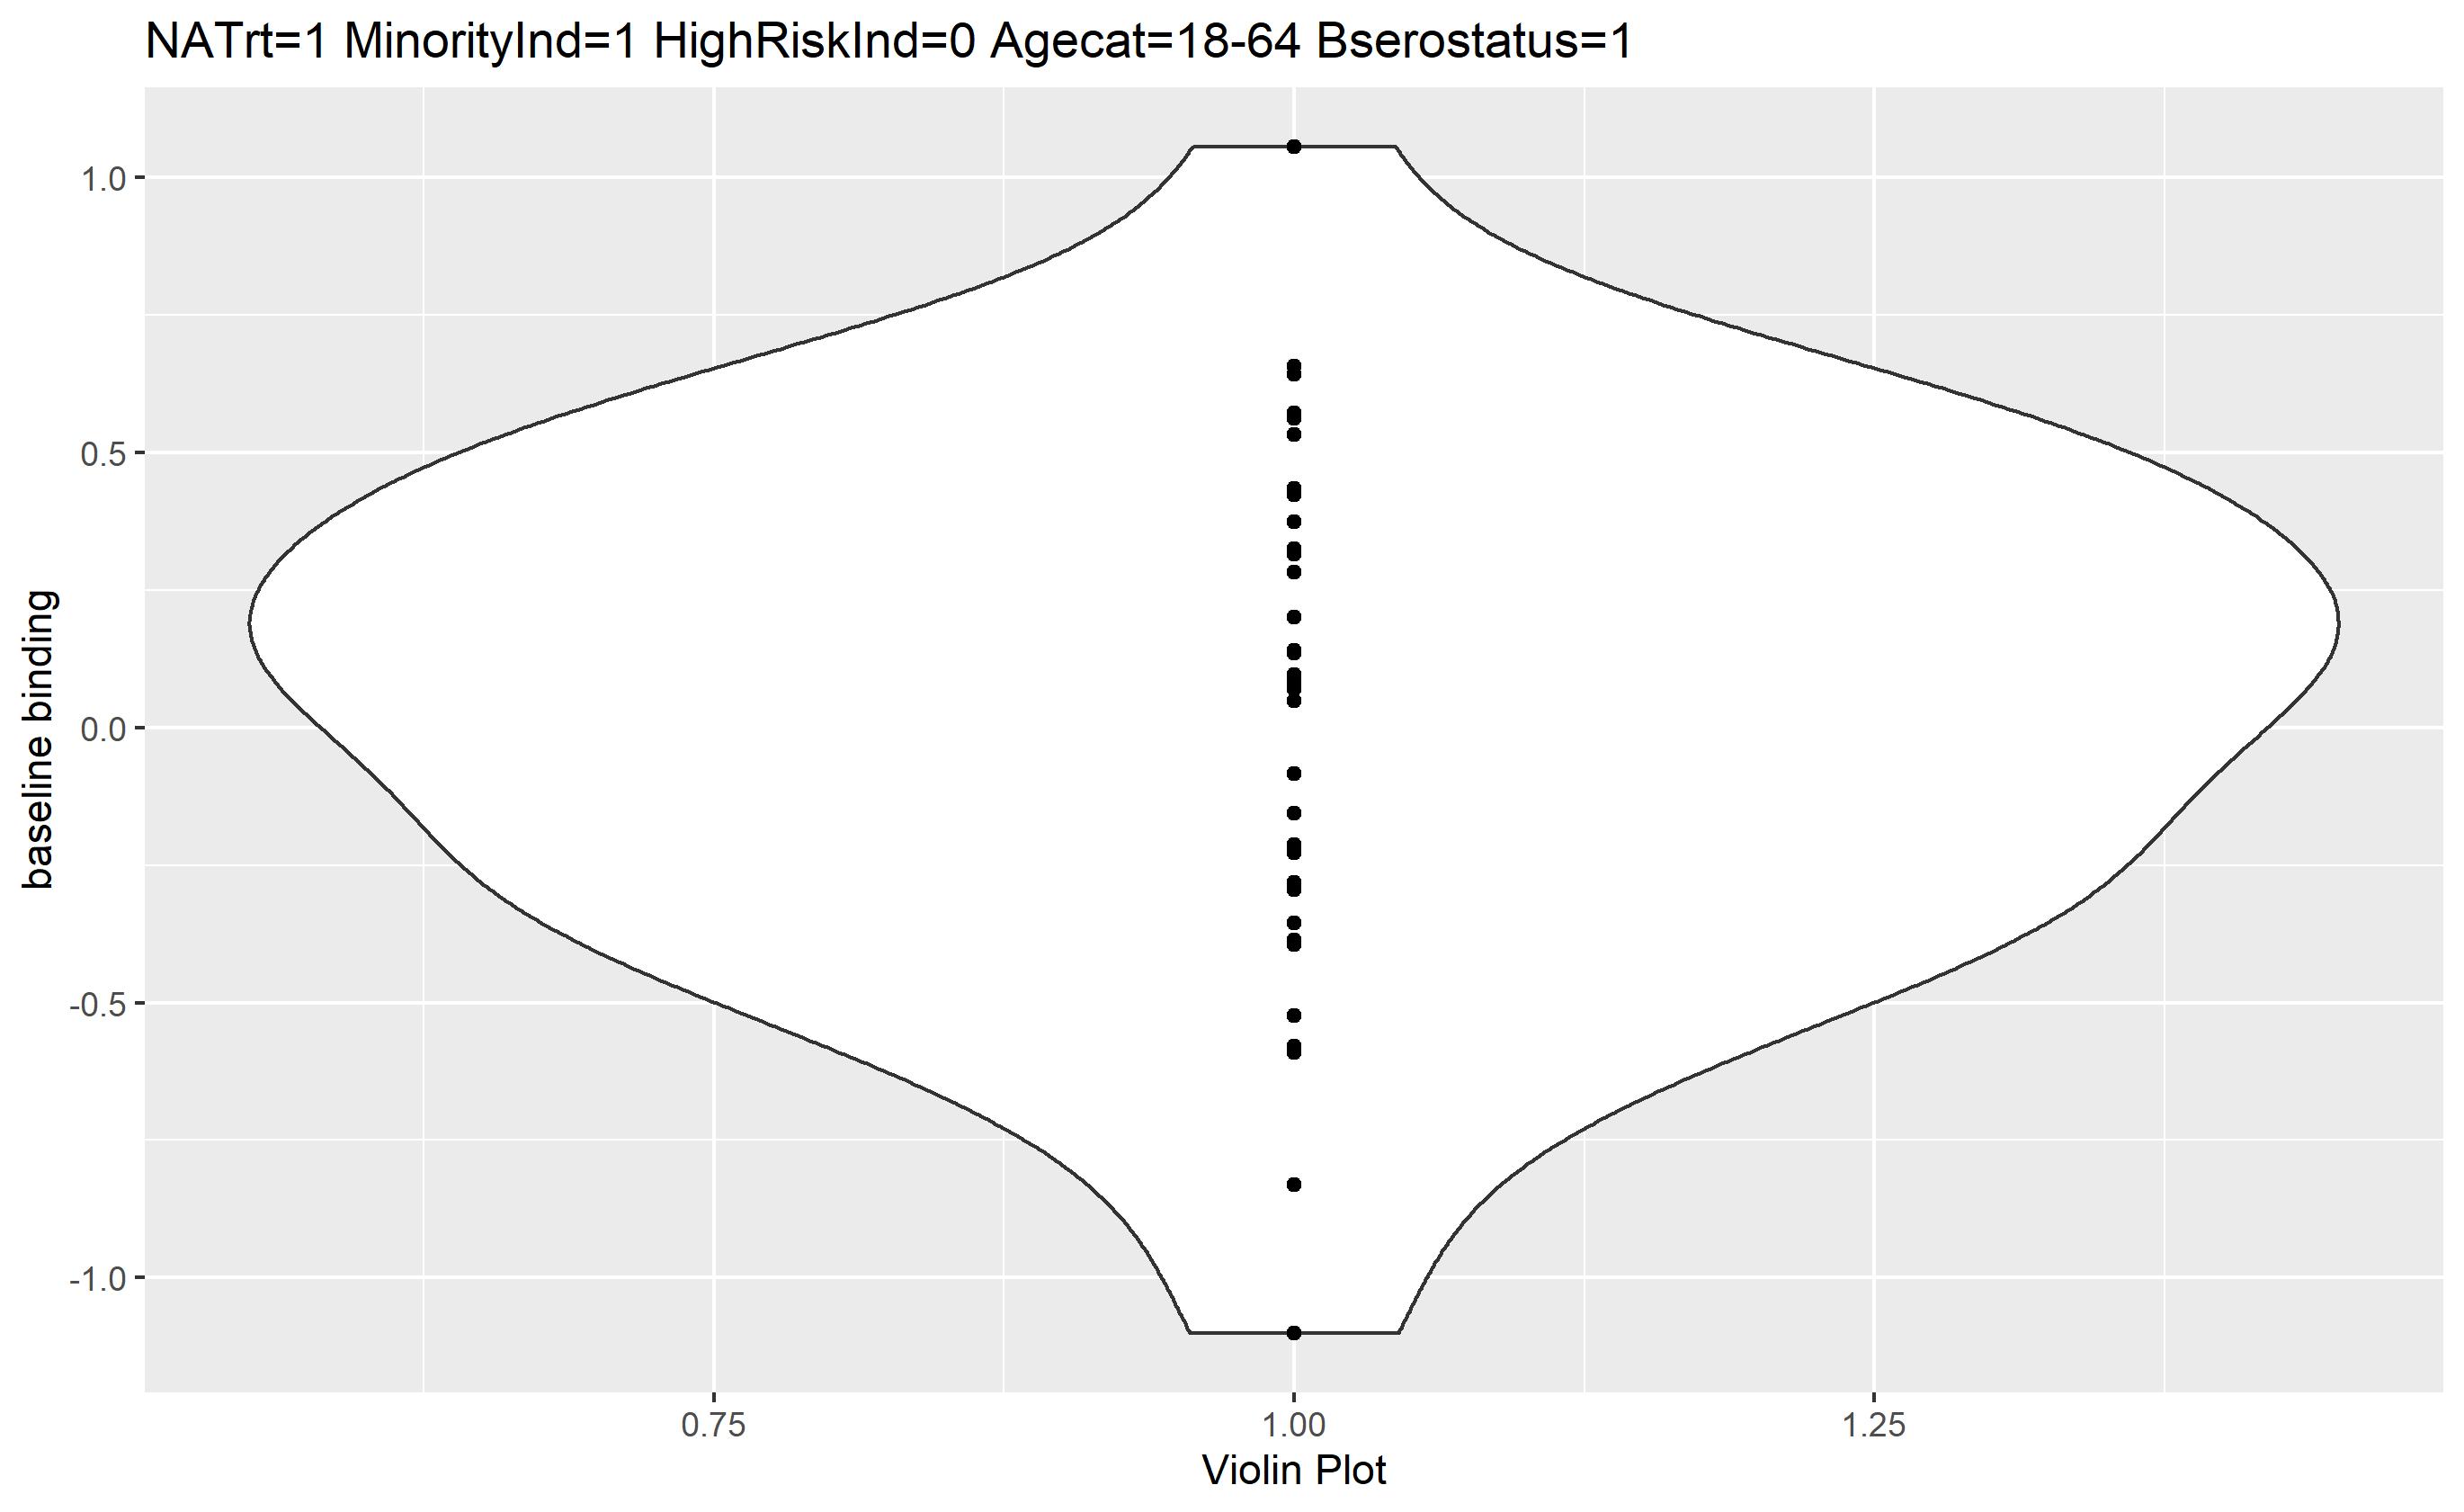 NATrt=1 MinorityInd=1 HighRiskInd=0 Agecat=18-64 Bserostatus=1
baseline binding
1.0
0.5
0.0
-0.5
-1.0
0.75 1.00 1.25
Violin Plot